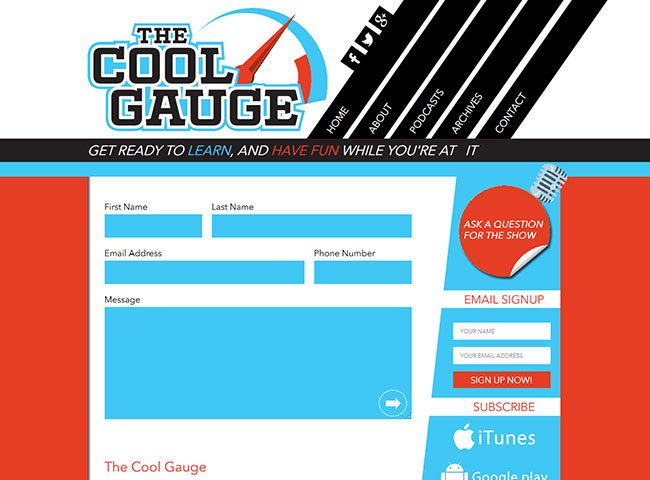 THE
COOL
GAUGE
f
g+
HOME
ABOUT
PODCASTS
ARCHIVES
CONTACT
GET READY TO LEARN, AND HAVE FUN WHILE YOU'RE AT IT
First Name
Last Name
ASK A QUESTION
FOR THE SHOW
Email Address
Phone Number
Message
EMAIL SIGNUP
YOUR NAME
YOUR EMAIL ADDRESS
SIGN UP NOW!
SUBSCRIBE
iTunes
The Cool Gauge
Google play